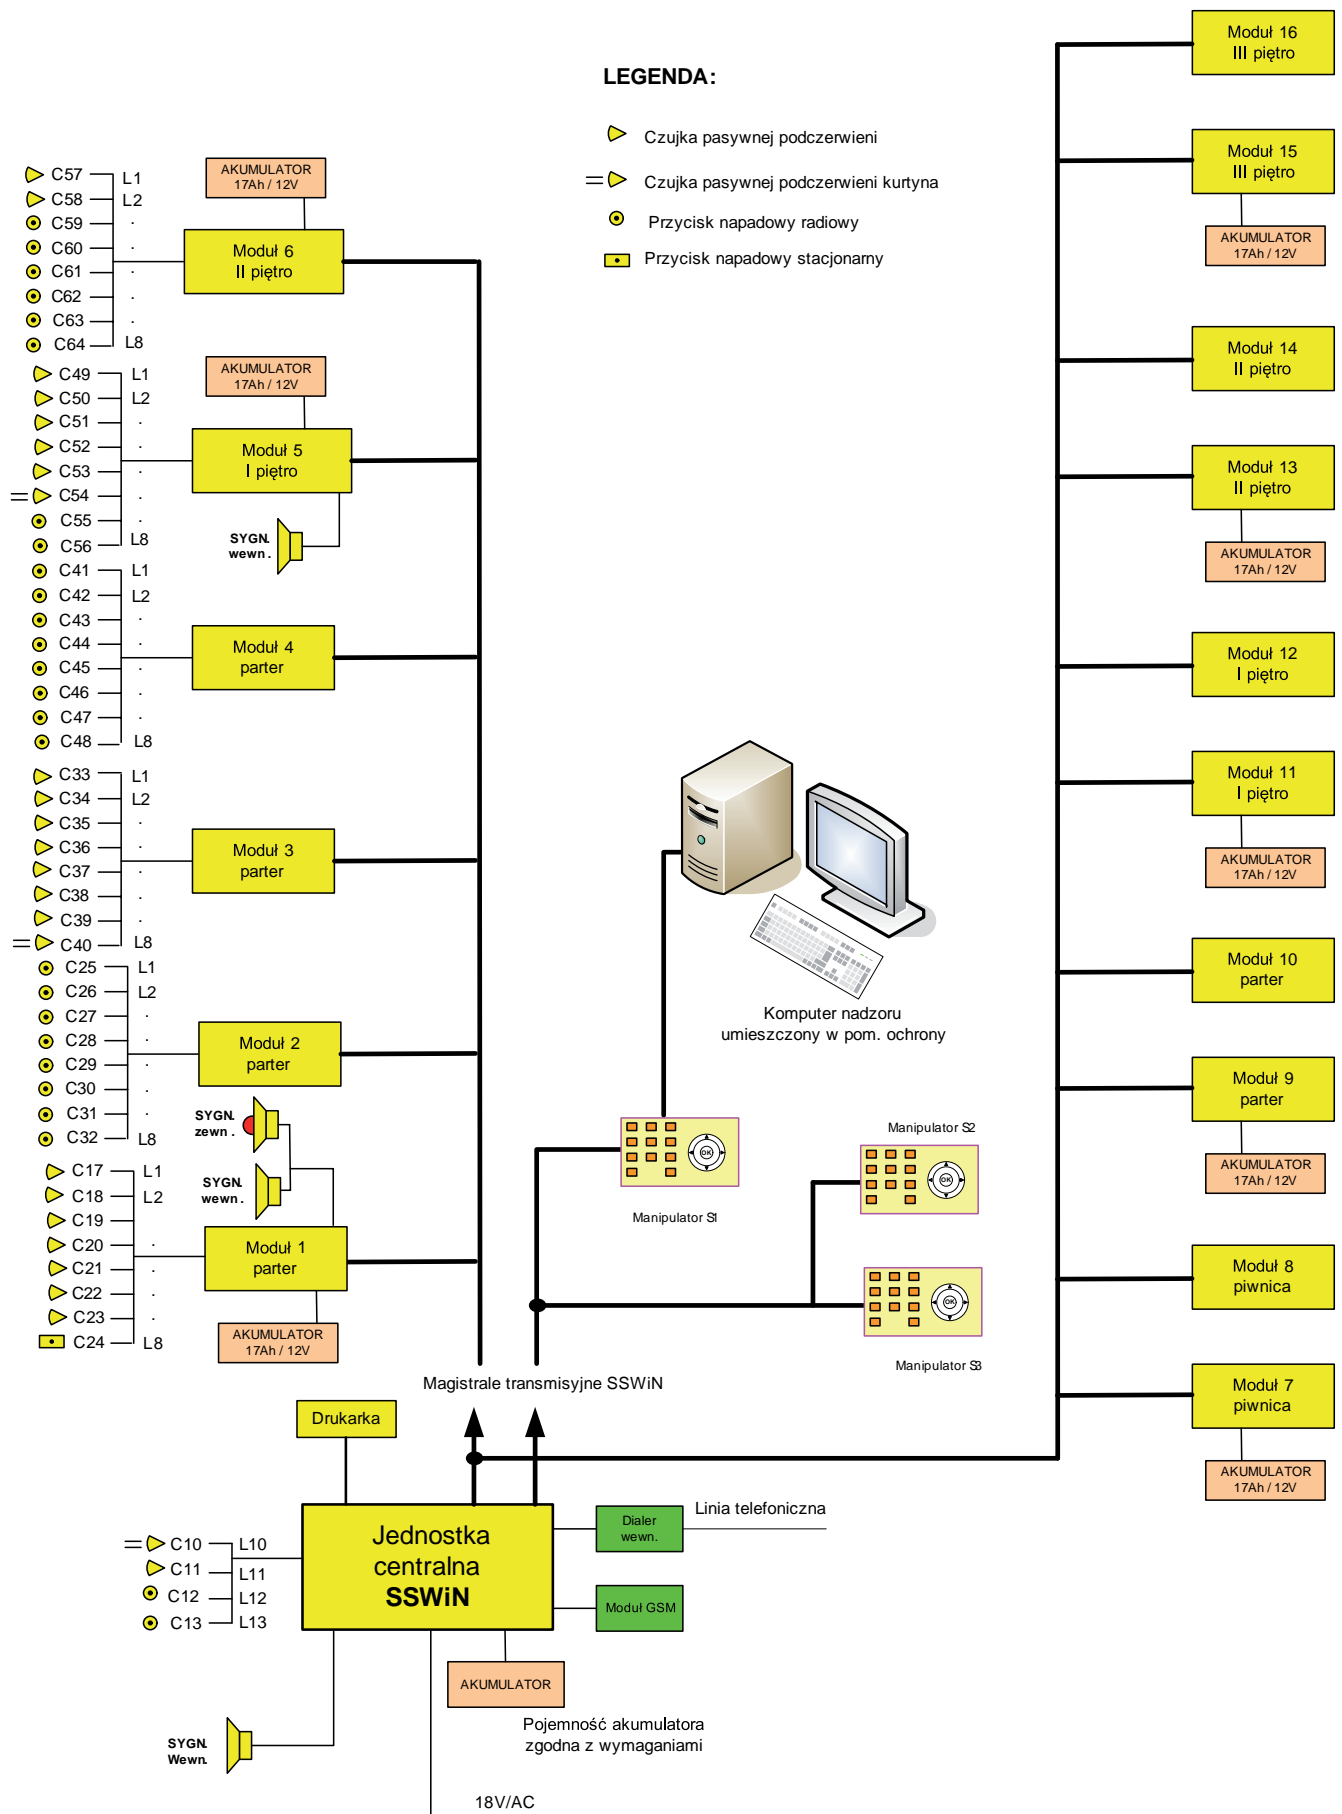 LEGENDA:
Czujka pasywnej podczerwieni
Czujka pasywnej podczerwieni kurtyna
Przycisk napadowy radiowy
Przycisk napadowy stacjonarny
C57 L1
C58 L2
C59 .
C60 .
C61 .
C62 .
C63 .
C64 L8
AKUMULATOR
17Ah / 12V
Moduł 6
II piętro
C49 L1
C50 L2
C51 .
C52 .
C53 .
C54 .
C55 .
C56 L8
AKUMULATOR
17Ah / 12V
Moduł 5
I piętro
SYGN.
wewn.
C41 L1
C42 L2
C43 .
C44 .
C45 .
C46 .
C47 .
C48 L8
Moduł 4
parter
C33 L1
C34 L2
C35 .
C36 .
C37 .
C38 .
C39 .
C40 L8
Moduł 3
parter
C25 L1
C26 L2
C27 .
C28 .
C29 .
C30 .
C31 .
C32 L8
Moduł 2
parter
SYGN.
zewn.
SYGN.
wewn.
C17 L1
C18 L2
C19
C20 .
C21 .
C22 .
C23 .
C24 L8
Moduł 1
parter
AKUMULATOR
17Ah / 12V
Komputer nadzoru
umieszczony w pom. ochrony
OK
Manipulator S1
Manipulator S2
OK
OK
Manipulator S3
Magistrale transmisyjne SSWiN
Moduł 16
III piętro
Moduł 15
III piętro
AKUMULATOR
17Ah / 12V
Moduł 14
II piętro
Moduł 13
II piętro
AKUMULATOR
17Ah / 12V
Moduł 12
I piętro
Moduł 11
I piętro
AKUMULATOR
17Ah / 12V
Moduł 10
parter
Moduł 9
parter
AKUMULATOR
17Ah / 12V
Moduł 8
piwnica
Moduł 7
piwnica
AKUMULATOR
17Ah / 12V
Drukarka
Jednostka
centralna
SSWiN
C10 L10
C11 L11
C12 L12
C13 L13
Dialer
wewn.
Linia telefoniczna
Moduł GSM
AKUMULATOR
Pojemność akumulatora
zgodna z wymaganiami
SYGN.
Wewn.
18V/AC